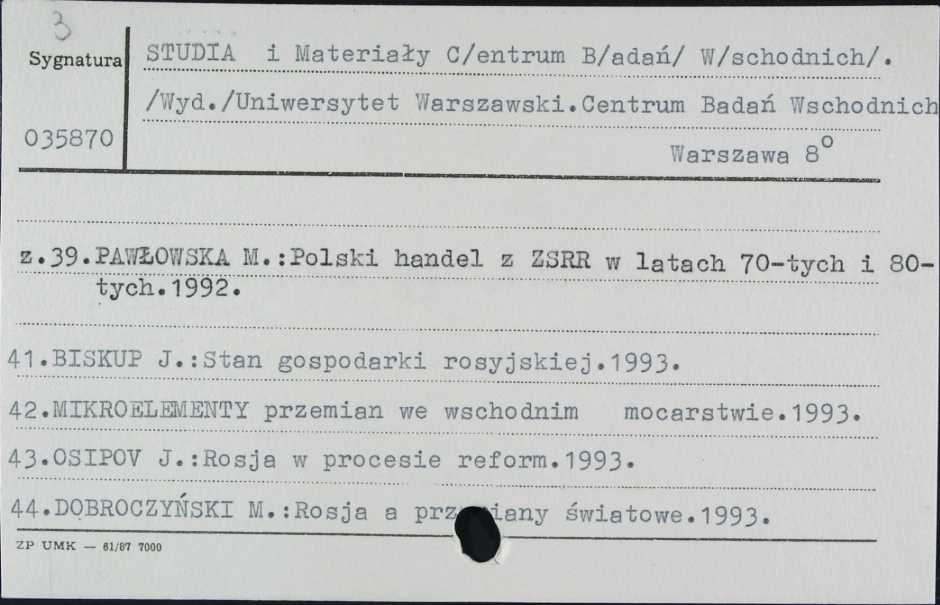 3
Sygnatura
STUDIA i Materiały C/entrum B/adań/ W/schodnich/.
/Wyd./Uniwersytet Warszawski.Centrum Badań Wschodnich
035870
Warszawa 8°
z.39.PAWŁOWSKA M.:Polski handel z ZSRR w latach 70-tych i 80-
tych.1992.
41.BISKUP J.:Stan gospodarki rosyjskiej.1993.
42.MIKROELEMENTY przemian we wschodnim mocarstwie.1993.
43.OSIPOV J.:Rosja w procesie reform.1993.
44.DOBROCZYŃSKI M.:Rosja a prz iany światowe.1993.
ZP UMK — 61/87 7000